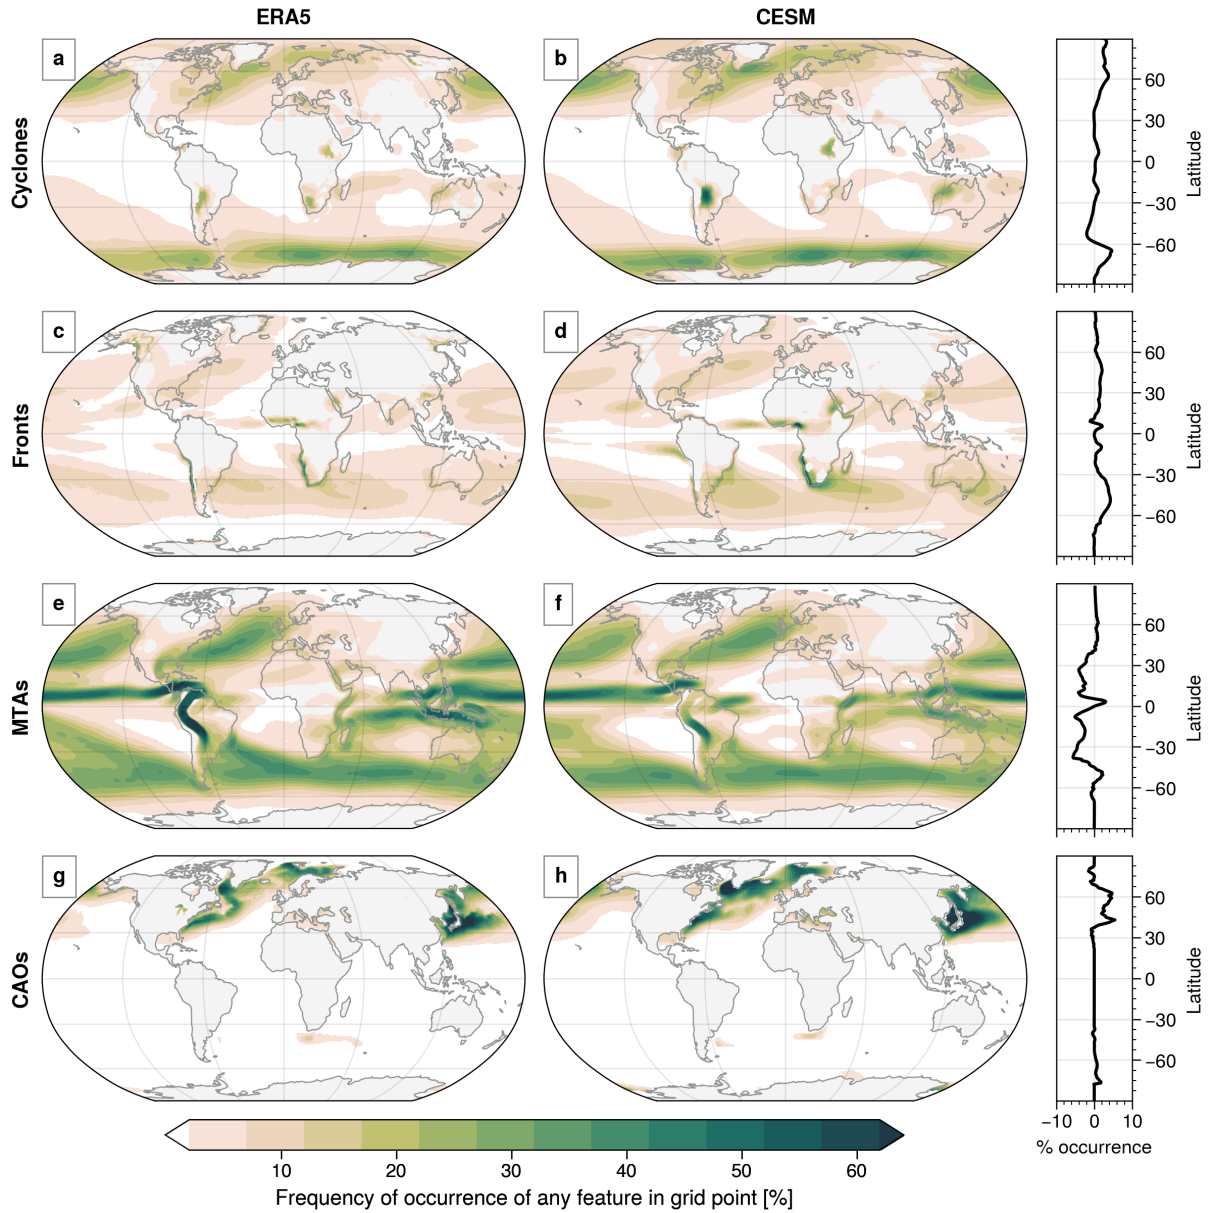 ERA5
CESM
Cyclones
a
b
60
30
0
−30
−60
Latitude
Fronts
c
d
60
30
0
−30
−60
Latitude
MTAs
e
f
60
30
0
−30
−60
Latitude
CAOs
g
h
60
30
0
−30
−60
Latitude
−10 0 10
% occurrence
10 20 30 40 50 60
Frequency of occurrence of any feature in grid point [%]